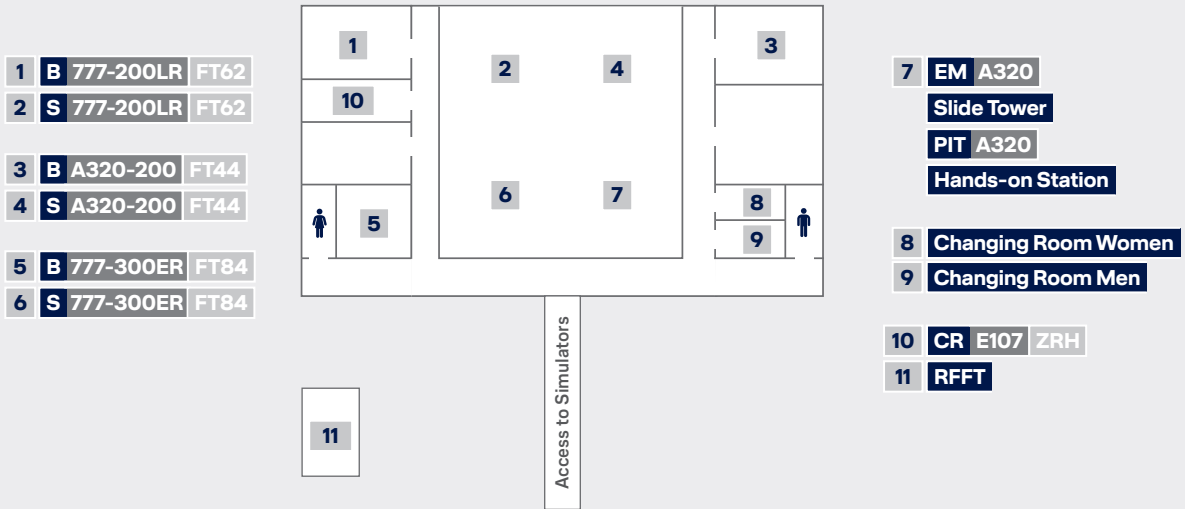 1 B 777-200LR FT62
2 S 777-200LR FT62
3 B A320-200 FT44
4 S A320-200 FT44
5 B 777-300ER FT84
6 S 777-300ER FT84
1
10
2
4
3
6
7
5
8
9
11
Access to Simulators
7 EM A320
Slide Tower
PIT A320
Hands-on Station
8 Changing Room Women
9 Changing Room Men
10 CR E107 ZRH
11 RFFT